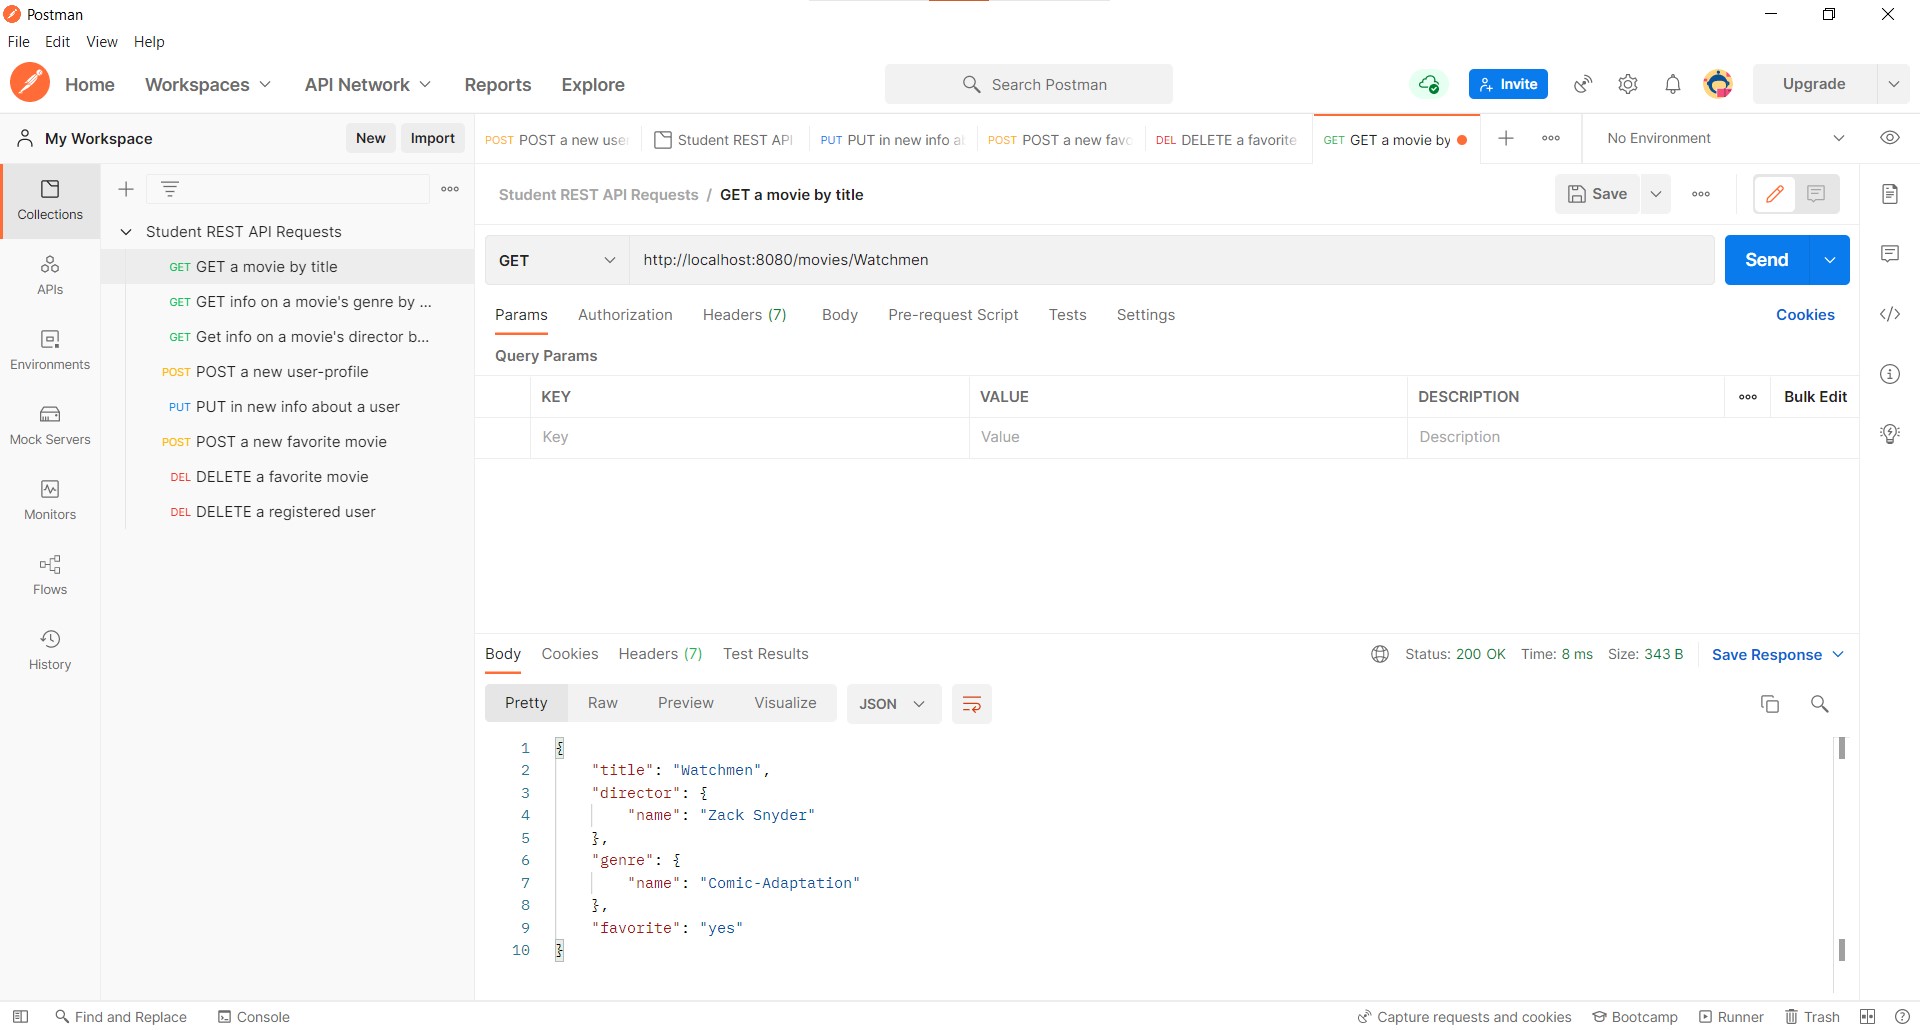 Postman
File Edit View Help
Home Workspaces API Network Reports Explore Search Postman Invite Upgrade
My Workspace New Import
POST POST a new user Student REST API PUT PUT in new info a POST POST a new favo DEL DELETE a favorite GET GET a movie by No Environment
Collections
APIs
Environments
Mock Servers
Monitors
Flows
History
Student REST API Requests
GET GET a movie by title
GET GET info on a movie's genre by ...
GET Get info on a movie's director b...
POST POST a new user-profile
PUT PUT in new info about a user
POST POST a new favorite movie
DEL DELETE a favorite movie
DEL DELETE a registered user
Student REST API Requests / GET a movie by title Save
GET http://localhost:8080/movies/Watchmen Send
Params Authorization Headers (7) Body Pre-request Script Tests Settings Cookies
Query Params
KEY VALUE DESCRIPTION Bulk Edit
Key Value Description
Body Cookies Headers (7) Test Results Status: 200 OK Time: 8 ms Size: 343 B Save Response
Pretty Raw Preview Visualize JSON
1 {
2 "title": "Watchmen",
3 "director": {
4 "name": "Zack Snyder"
5 },
6 "genre": {
7 "name": "Comic-Adaptation"
8 },
9 "favorite": "yes"
10 }
Find and Replace Console Capture requests and cookies Bootcamp Runner Trash